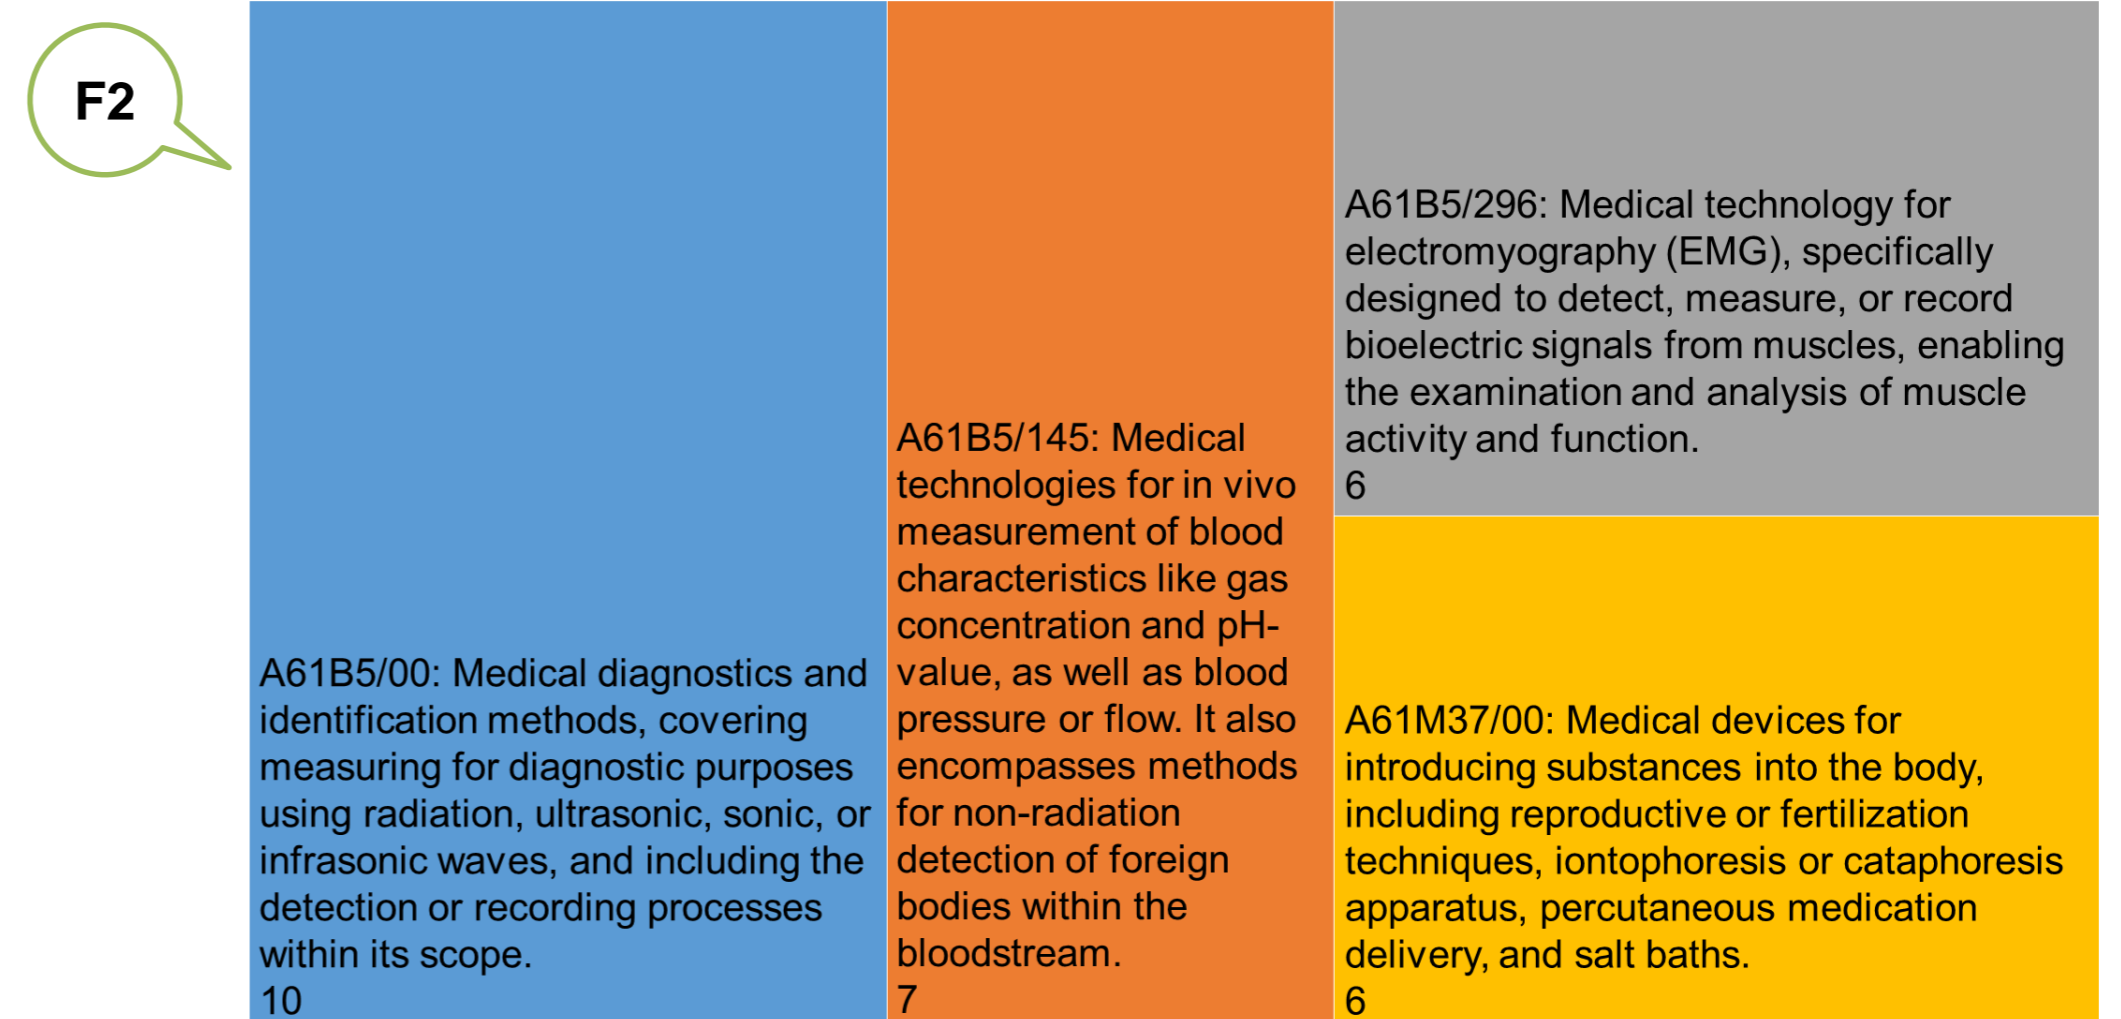 F2
A61B5/00: Medical diagnostics and
identification methods, covering
measuring for diagnostic purposes
using radiation, ultrasonic, sonic, or
infrasonic waves, and including the
detection or recording processes
within its scope.
10
A61B5/145: Medical
technologies for in vivo
measurement of blood
characteristics like gas
concentration and pH-
value, as well as blood
pressure or flow. It also
encompasses methods
for non-radiation
detection of foreign
bodies within the
bloodstream.
7
A61B5/296: Medical technology for
electromyography (EMG), specifically
designed to detect, measure, or record
bioelectric signals from muscles, enabling
the examination and analysis of muscle
activity and function.
6
A61M37/00: Medical devices for
introducing substances into the body,
including reproductive or fertilization
techniques, iontophoresis or cataphoresis
apparatus, percutaneous medication
delivery, and salt baths.
6